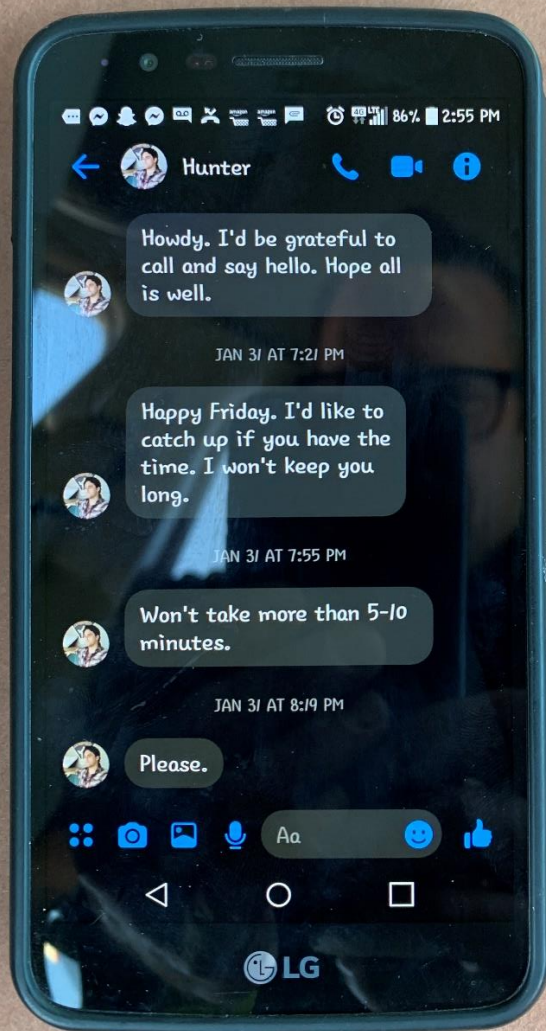 86% 2:55 PM
Hunter
Howdy. I'd be grateful to
call and say hello. Hope all
is well.
JAN 31 AT 7:21 PM
Happy Friday. I'd like to
catch up if you have the
time. I won't keep you
long.
JAN 31 AT 7:55 PM
Won't take more than 5-10
minutes.
JAN 31 AT 8:19 PM
Please.
Aa
LG